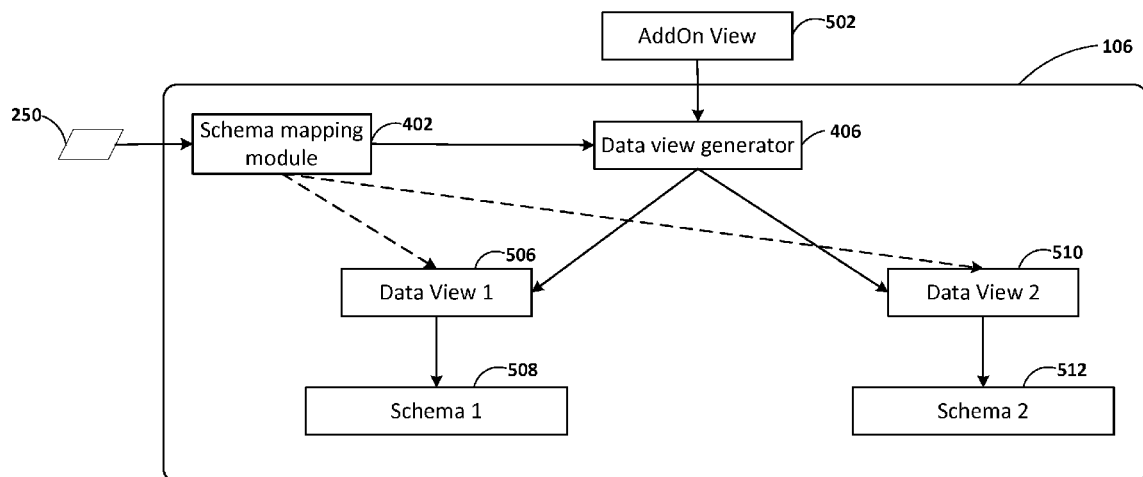 AddOn View
502
106
250
Schema mapping
module
402
Data view generator
406
506
Data View 1
510
Data View 2
508
Schema 1
512
Schema 2